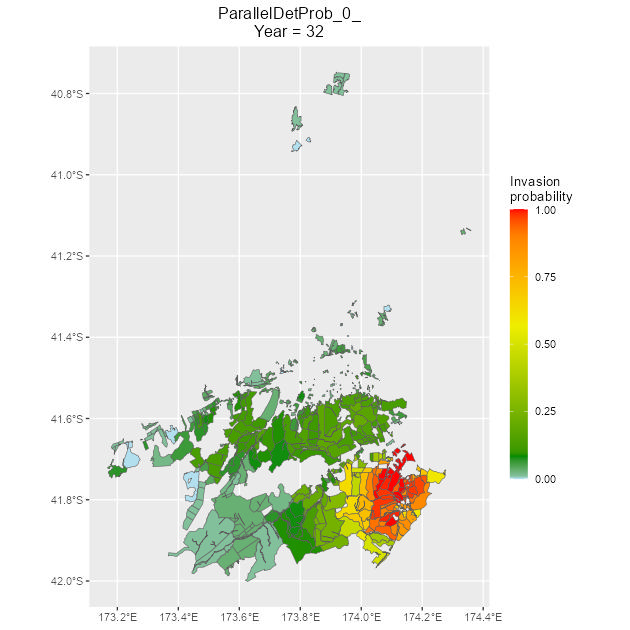 ParallelDetProb_0_
Year = 32
40.8°S
41.0°S
41.2°S
41.4°S
41.6°S
41.8°S
42.0°S
173.2°E 173.4°E 173.6°E 173.8°E 174.0°E 174.2°E 174.4°E
Invasion
probability
1.00
0.75
0.50
0.25
0.00